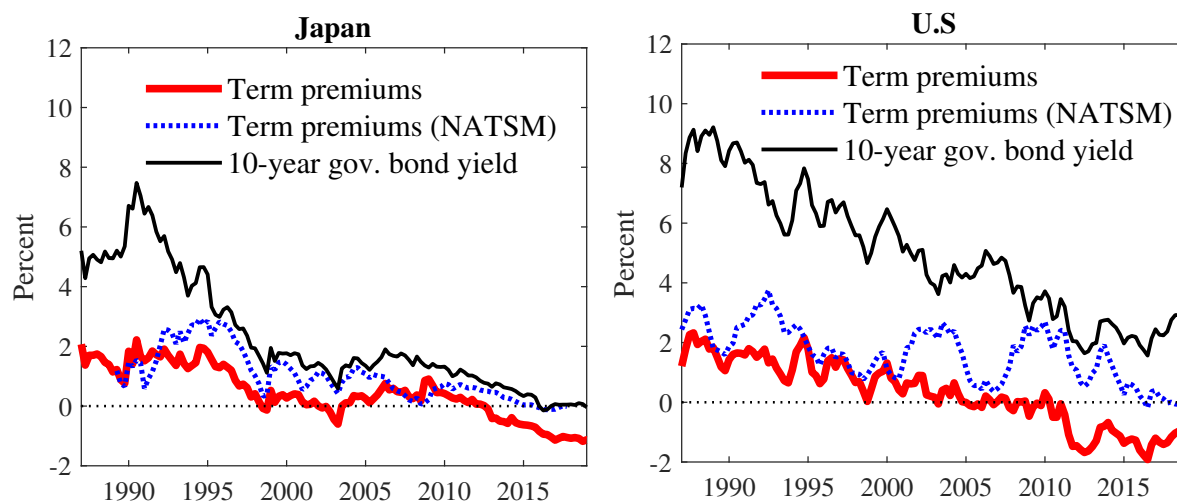 Japan
12
10
8
6
4
2
0
-2
Percent
Term premiums
Term premiums (NATSM)
10-year gov. bond yield
1990 1995 2000 2005 2010 2015
U.S
12
10
8
6
4
2
0
-2
Percent
Term premiums
Term premiums (NATSM)
10-year gov. bond yield
1990 1995 2000 2005 2010 2015